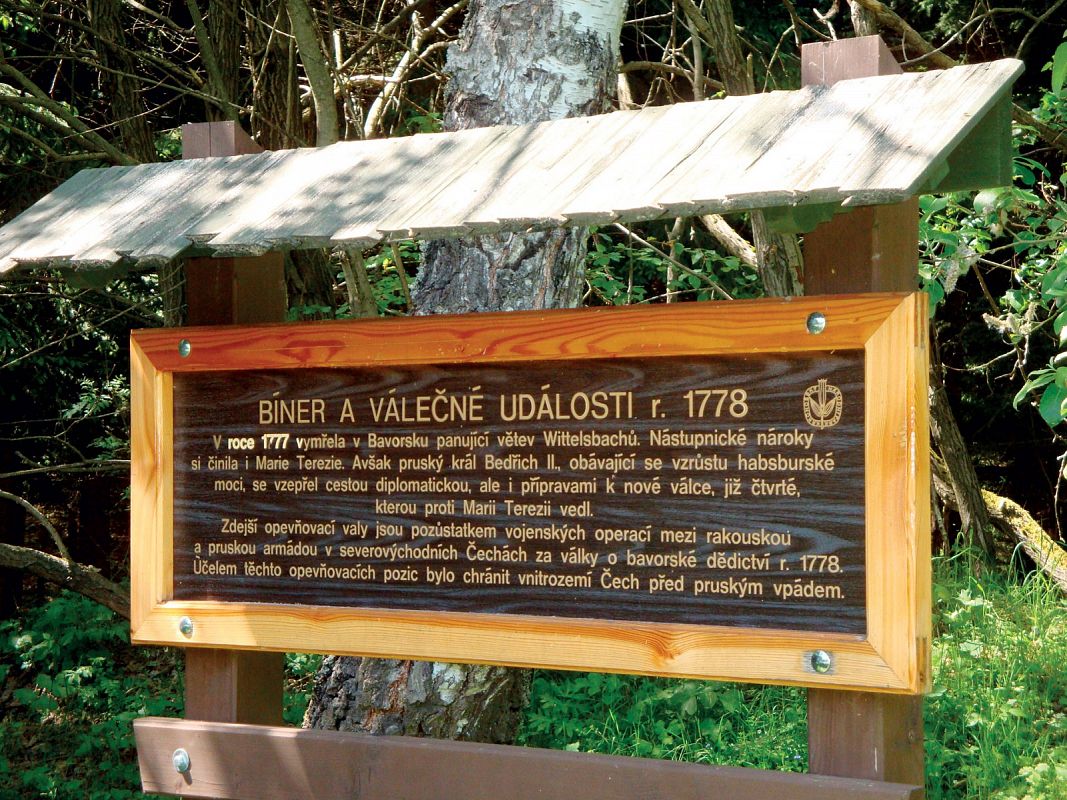 BÍNER A VÁLEČNÉ UDÁLOSTI r. 1778
V roce 1777 vymřela v Bavorsku panující větev Wittelsbachů. Nástupnické nároky
si činila i Marie Terezie. Avšak pruský král Bedřich II., obávající se vzrůstu habsburské
moci, se vzepřel cestou diplomatickou, ale i přípravami k nové válce, již čtvrté,
kterou proti Marii Terezii vedl.
Zdejší opevňovací valy jsou pozůstatkem vojenských operací mezi rakouskou
a pruskou armádou v severovýchodních Čechách za války o bavorské dědictví r. 1778.
Účelem těchto opevňovacích pozic bylo chránit vnitrozemí Čech před pruským vpádem.